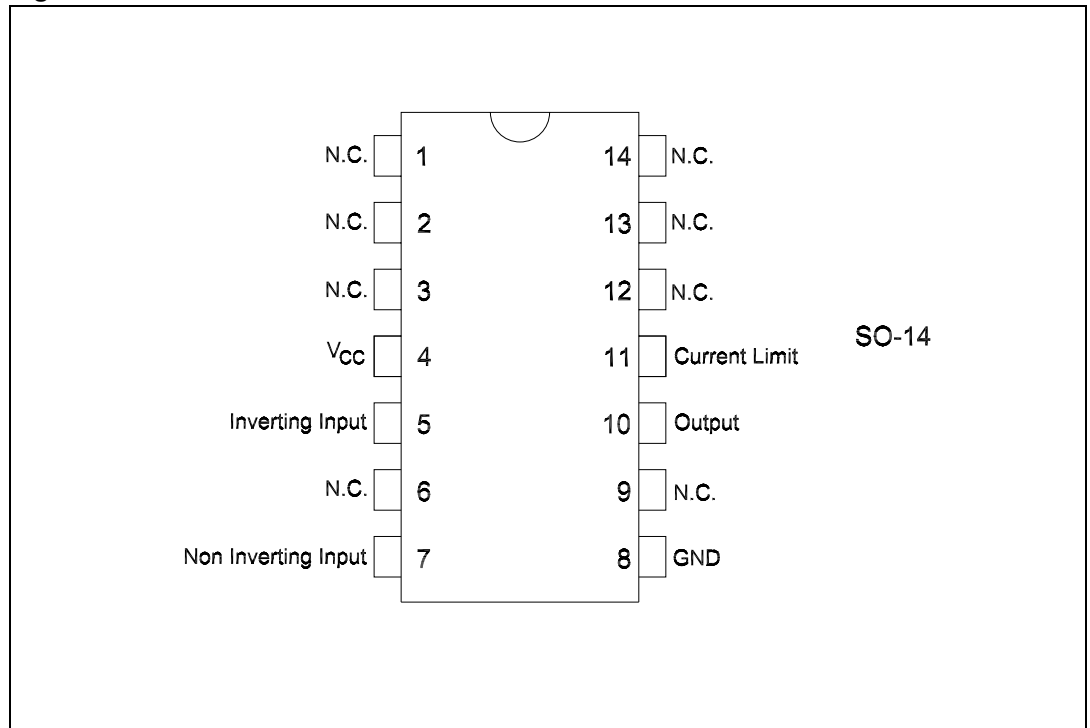 N.C. 1 14 N.C.
N.C. 2 13 N.C.
N.C. 3 12 N.C.
VCC 4 11 Current Limit
SO-14
Inverting Input 5 10 Output
N.C. 6 9 N.C.
Non Inverting Input 7 8 GND